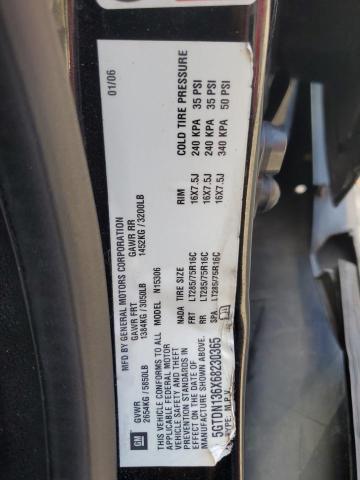 MFD BY GENERAL MOTORS CORPORATION
01/06
GVWR GAWR FRT GAWR RR
2654KG / 5850LB 1384KG / 3050LB 1452KG / 3200LB
GM
THIS VEHICLE CONFORMS TO ALL
APPLICABLE FEDERAL MOTOR
VEHICLE SAFETY AND THEFT
PREVENTION STANDARDS IN
EFFECT ON THE DATE OF
MANUFACTURE SHOWN ABOVE
5GTDN136X68230365
TYPE: M.P.V.
MODEL N15306
NADA TIRE SIZE RIM COLD TIRE PRESSURE
FRT LT285/75R16C 16X7.5J 240 KPA 35 PSI
RR LT285/75R16C 16X7.5J 240 KPA 35 PSI
SPA LT285/75R16C 16X7.5J 340 KPA 50 PSI